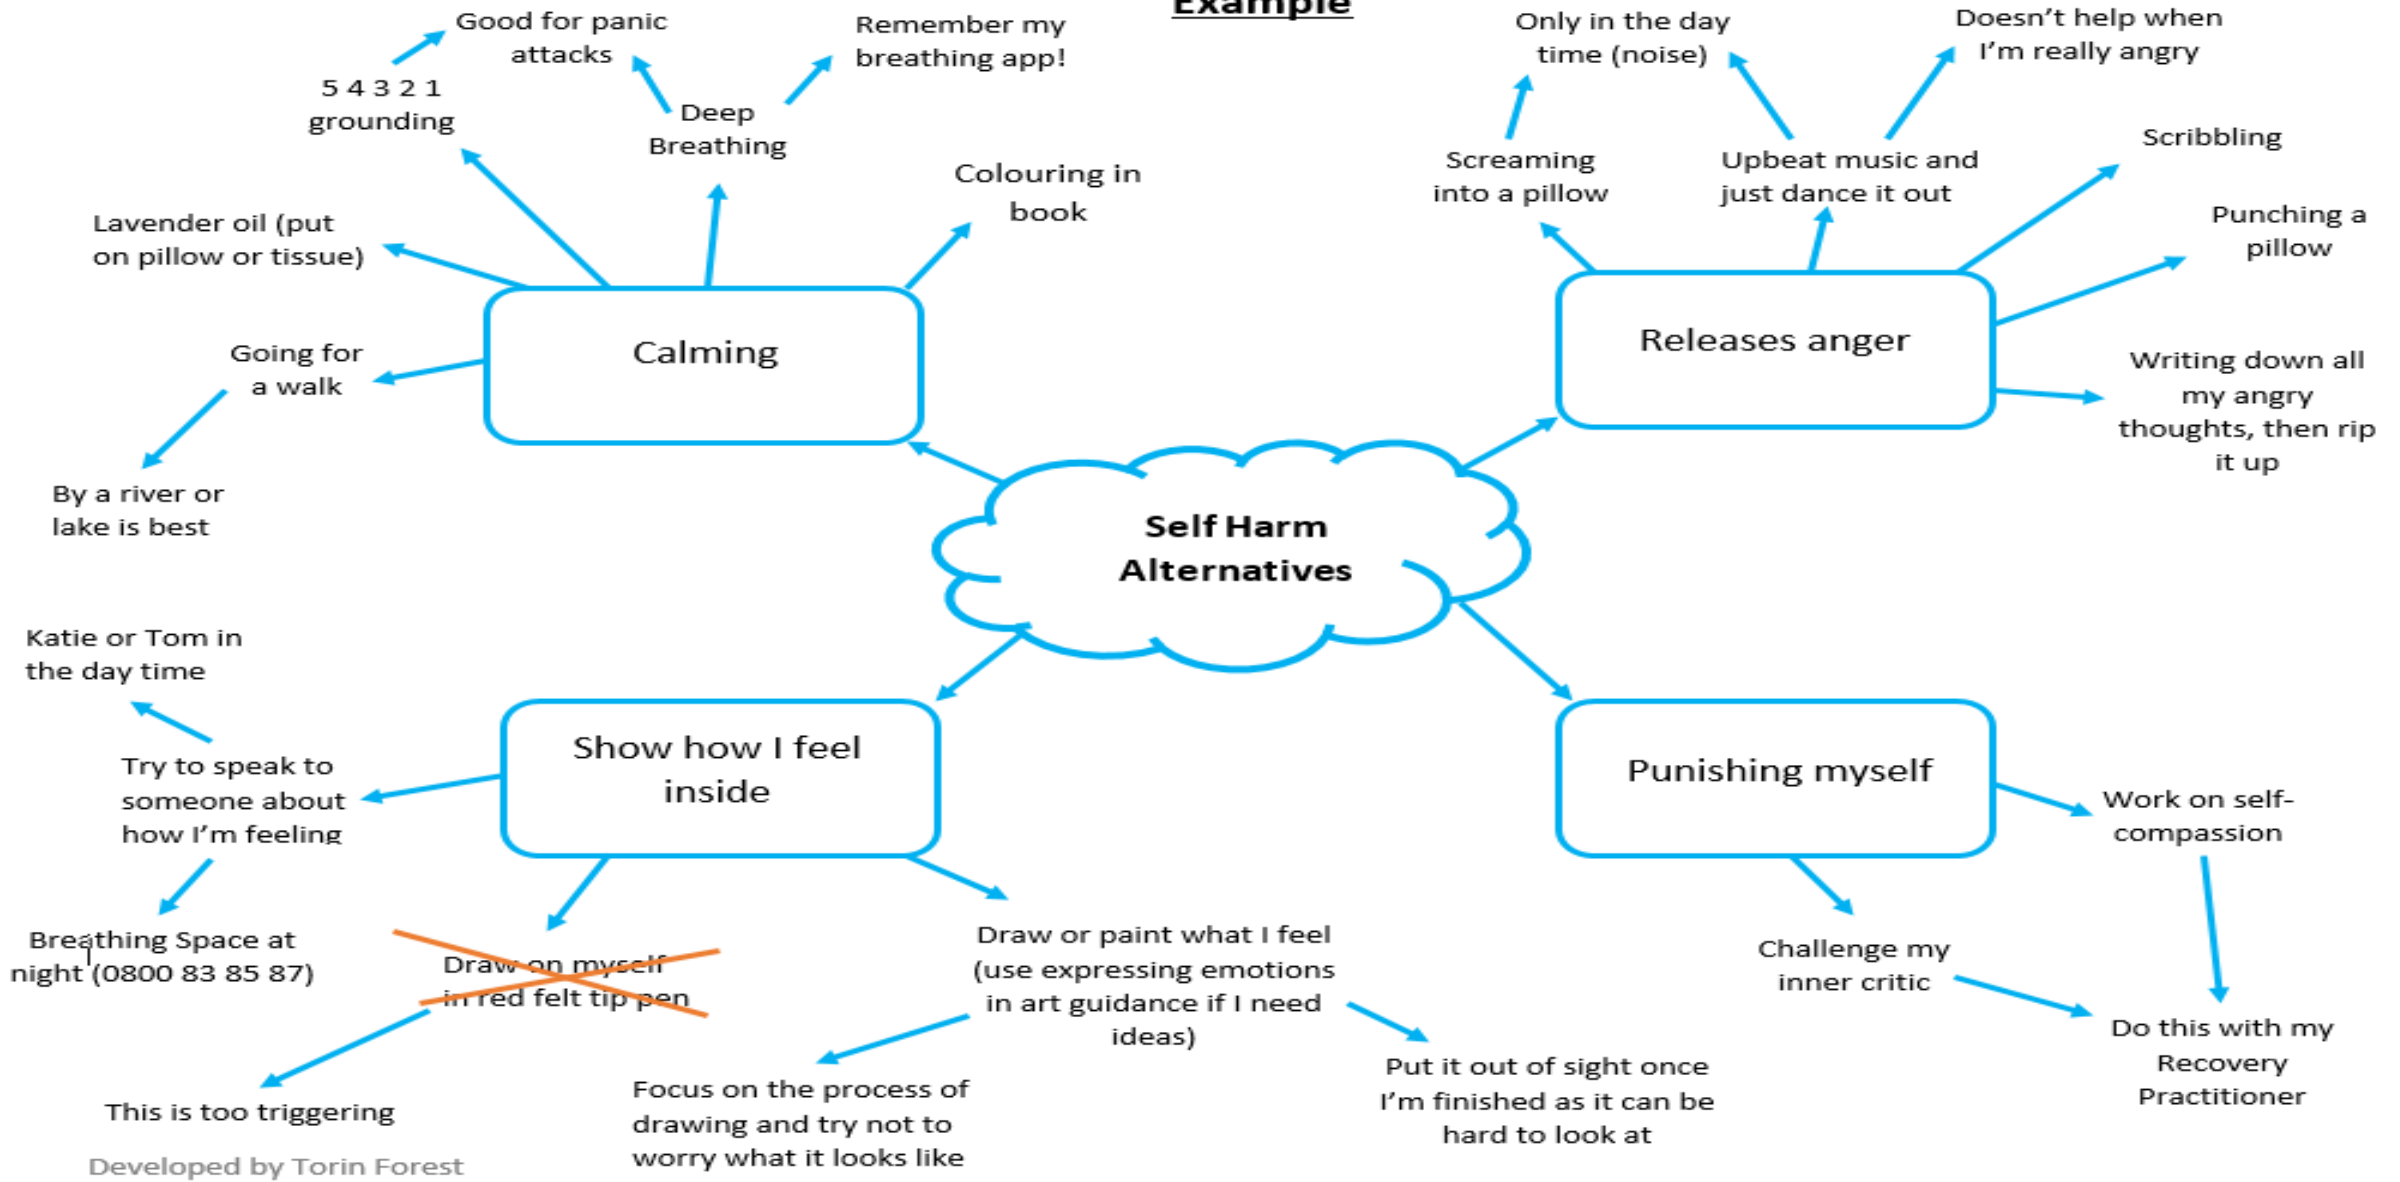 Example
Good for panic
attacks
Remember my
breathing app!
5 4 3 2 1
grounding
Deep
Breathing
Colouring in
book
Lavender oil (put
on pillow or tissue)
Going for
a walk
By a river or
lake is best
Calming
Only in the day
time (noise)
Doesn't help when
I'm really angry
Screaming
into a pillow
Upbeat music and
just dance it out
Scribbling
Punching a
pillow
Writing down all
my angry
thoughts, then rip
it up
Releases anger
Self Harm
Alternatives
Katie or Tom in
the day time
Try to speak to
someone about
how I'm feeling
Breathing Space at
night (0800 83 85 87)
Show how I feel
inside
Draw on myself
in red felt tip pen
This is too triggering
Draw or paint what I feel
(use expressing emotions
in art guidance if I need
ideas)
Focus on the process of
drawing and try not to
worry what it looks like
Put it out of sight once
I'm finished as it can be
hard to look at
Punishing myself
Work on self-
compassion
Challenge my
inner critic
Do this with my
Recovery
Practitioner
Developed by Torin Forest